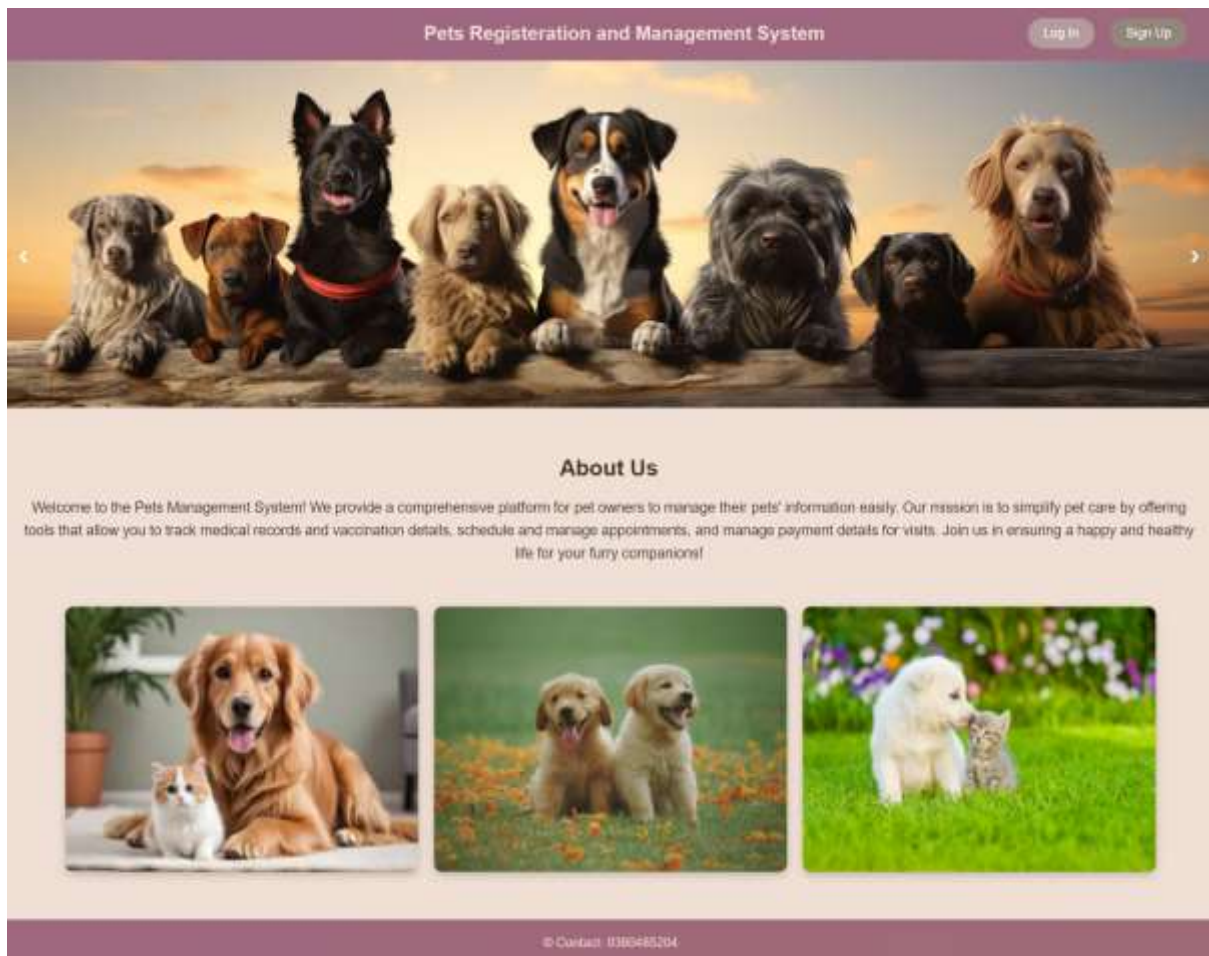 Pets Registeration and Management System
Log In
Sign Up
‹
›
About Us
Welcome to the Pets Management System! We provide a comprehensive platform for pet owners to manage their pets' information easily. Our mission is to simplify pet care by offering
tools that allow you to track medical records and vaccination details, schedule and manage appointments, and manage payment details for visits. Join us in ensuring a happy and healthy
life for your furry companions!
© Contact